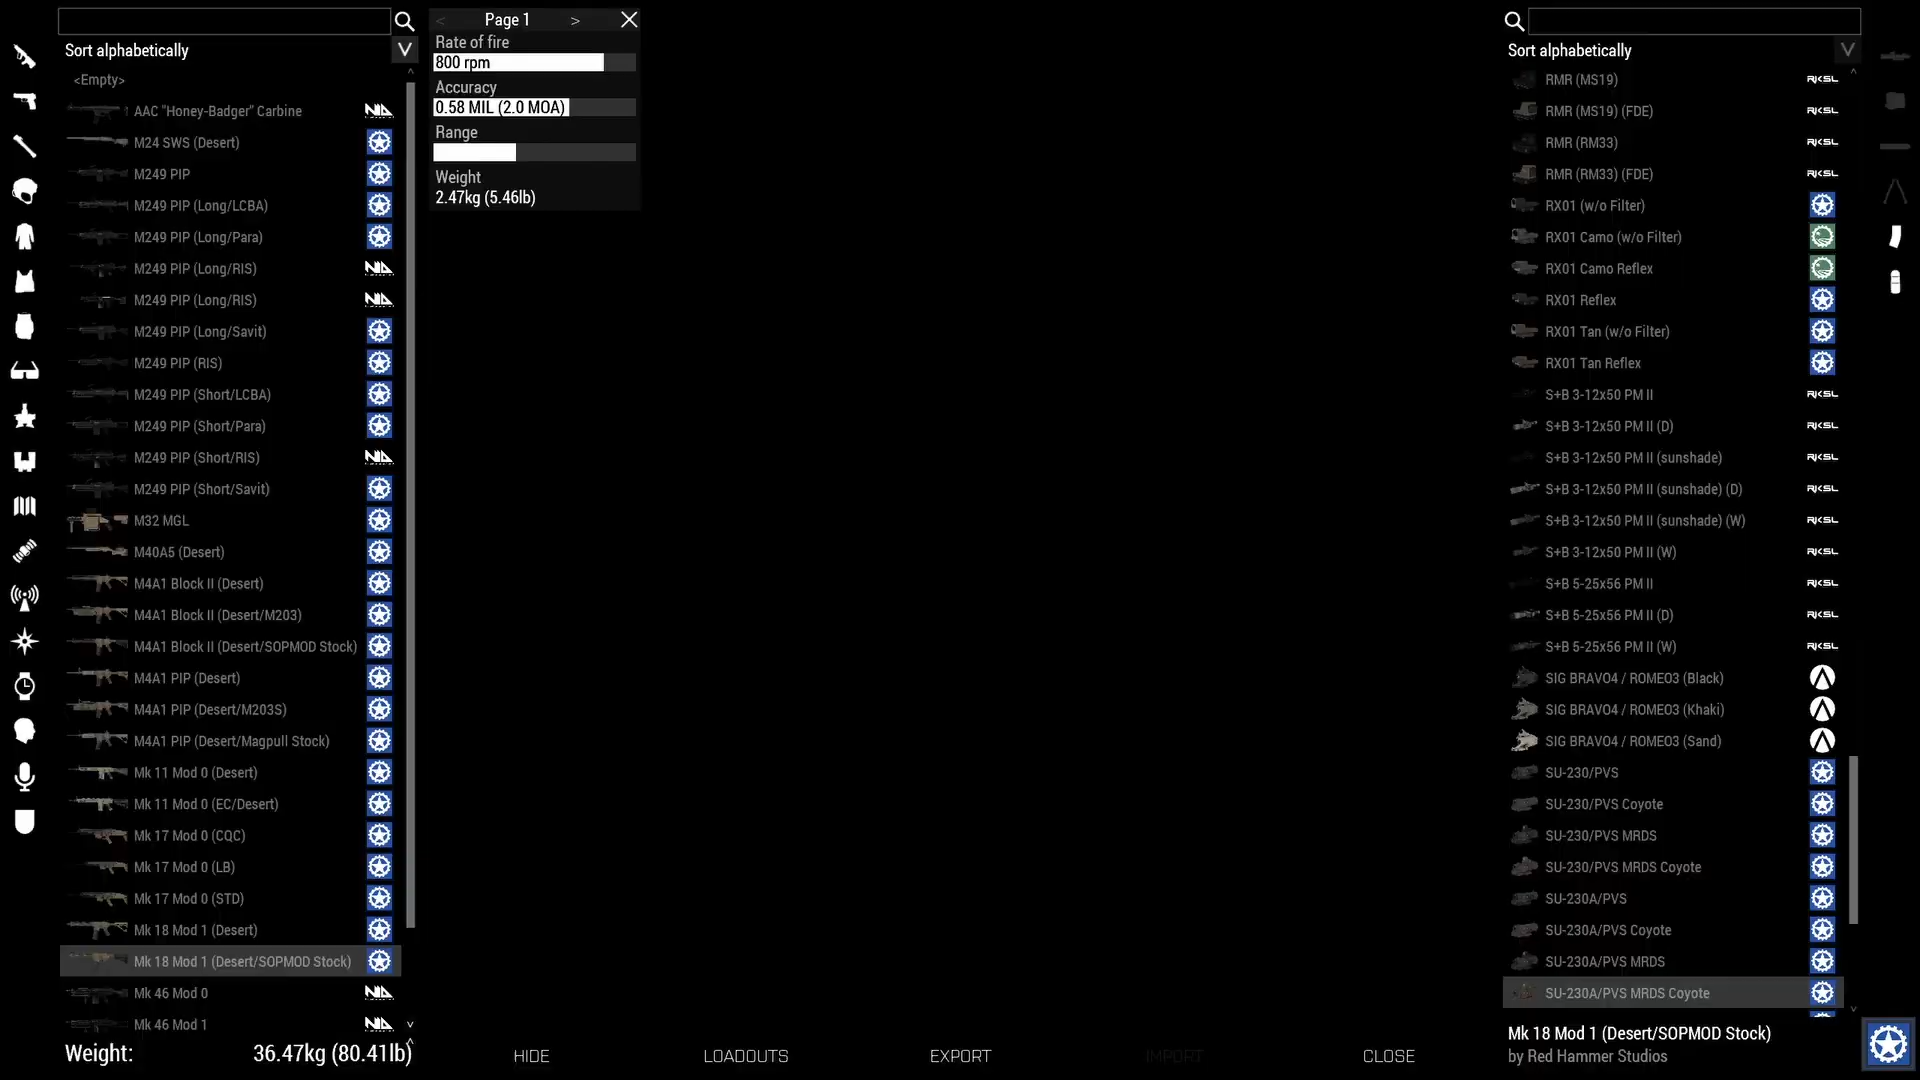 Sort alphabetically
V
<Empty>
AAC "Honey-Badger" Carbine
M24 SWS (Desert)
M249 PIP
M249 PIP (Long/LCBA)
M249 PIP (Long/Para)
M249 PIP (Long/RIS)
M249 PIP (Long/RIS)
M249 PIP (Long/Savit)
M249 PIP (RIS)
M249 PIP (Short/LCBA)
M249 PIP (Short/Para)
M249 PIP (Short/RIS)
M249 PIP (Short/Savit)
M32 MGL
M40A5 (Desert)
M4A1 Block II (Desert)
M4A1 Block II (Desert/M203)
M4A1 Block II (Desert/SOPMOD Stock)
M4A1 PIP (Desert)
M4A1 PIP (Desert/M203S)
M4A1 PIP (Desert/Magpull Stock)
Mk 11 Mod 0 (Desert)
Mk 11 Mod 0 (EC/Desert)
Mk 17 Mod 0 (CQC)
Mk 17 Mod 0 (LB)
Mk 17 Mod 0 (STD)
Mk 18 Mod 1 (Desert)
Mk 18 Mod 1 (Desert/SOPMOD Stock)
Mk 46 Mod 0
Mk 46 Mod 1
Weight: 36.47kg (80.41lb)
< Page 1 >
Rate of fire
800 rpm
Accuracy
0.58 MIL (2.0 MOA)
Range
Weight
2.47kg (5.46lb)
HIDE
LOADOUTS
EXPORT
IMPORT
CLOSE
Sort alphabetically
V
RMR (MS19) RKSL
RMR (MS19) (FDE) RKSL
RMR (RM33) RKSL
RMR (RM33) (FDE) RKSL
RX01 (w/o Filter)
RX01 Camo (w/o Filter)
RX01 Camo Reflex
RX01 Reflex
RX01 Tan (w/o Filter)
RX01 Tan Reflex
S+B 3-12x50 PM II RKSL
S+B 3-12x50 PM II (D) RKSL
S+B 3-12x50 PM II (sunshade) RKSL
S+B 3-12x50 PM II (sunshade) (D) RKSL
S+B 3-12x50 PM II (sunshade) (W) RKSL
S+B 3-12x50 PM II (W) RKSL
S+B 5-25x56 PM II RKSL
S+B 5-25x56 PM II (D) RKSL
S+B 5-25x56 PM II (W) RKSL
SIG BRAVO4 / ROMEO3 (Black)
SIG BRAVO4 / ROMEO3 (Khaki)
SIG BRAVO4 / ROMEO3 (Sand)
SU-230/PVS
SU-230/PVS Coyote
SU-230/PVS MRDS
SU-230/PVS MRDS Coyote
SU-230A/PVS
SU-230A/PVS Coyote
SU-230A/PVS MRDS
SU-230A/PVS MRDS Coyote
Mk 18 Mod 1 (Desert/SOPMOD Stock)
by Red Hammer Studios